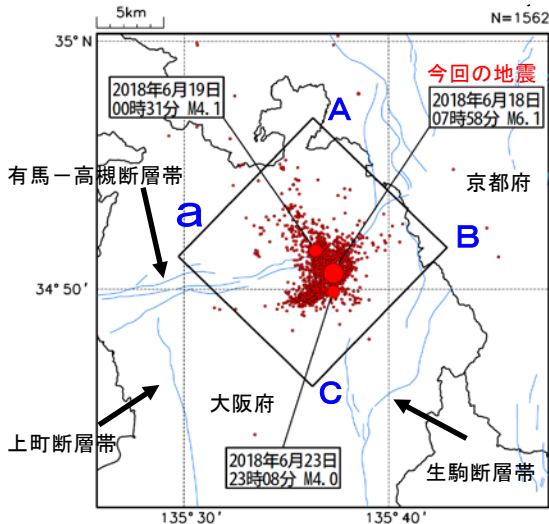 5km
N=1562
35°N
今回の地震
2018年6月19日
00時31分 M4.1
2018年6月18日
07時58分 M6.1
A
有馬－高槻断層帯
京都府
a
B
34°50′
C
大阪府
上町断層帯
生駒断層帯
2018年6月23日
23時08分 M4.0
135°30′
135°40′